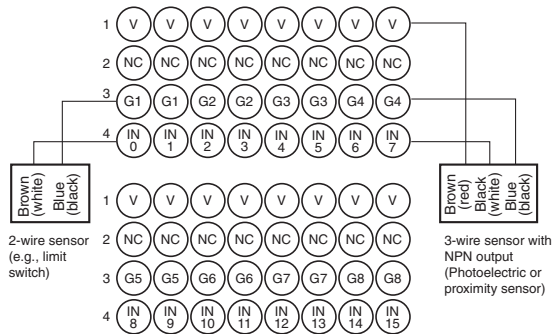 1 V V V V V V V V
2 NC NC NC NC NC NC NC NC
3 G1 G1 G2 G2 G3 G3 G4 G4
4 IN 0 IN 1 IN 2 IN 3 IN 4 IN 5 IN 6 IN 7
Brown (white)
Blue (black)
2-wire sensor
(e.g., limit
switch)
Brown (red)
Black (white)
Blue (black)
3-wire sensor with
NPN output
(Photoelectric or
proximity sensor)
1 V V V V V V V V
2 NC NC NC NC NC NC NC NC
3 G5 G5 G6 G6 G7 G7 G8 G8
4 IN 8 IN 9 IN 10 IN 11 IN 12 IN 13 IN 14 IN 15